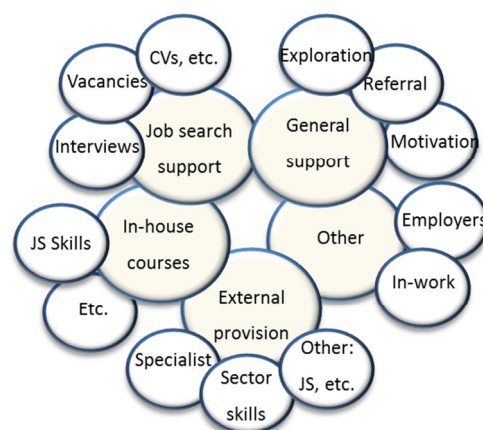 CVs, etc.
Exploration
Vacancies
Referral
Job search
support
General
support
Interviews
Motivation
In-house
courses
Other
Employers
JS Skills
In-work
Etc.
External
provision
Specialist
Sector
skills
Other:
JS, etc.